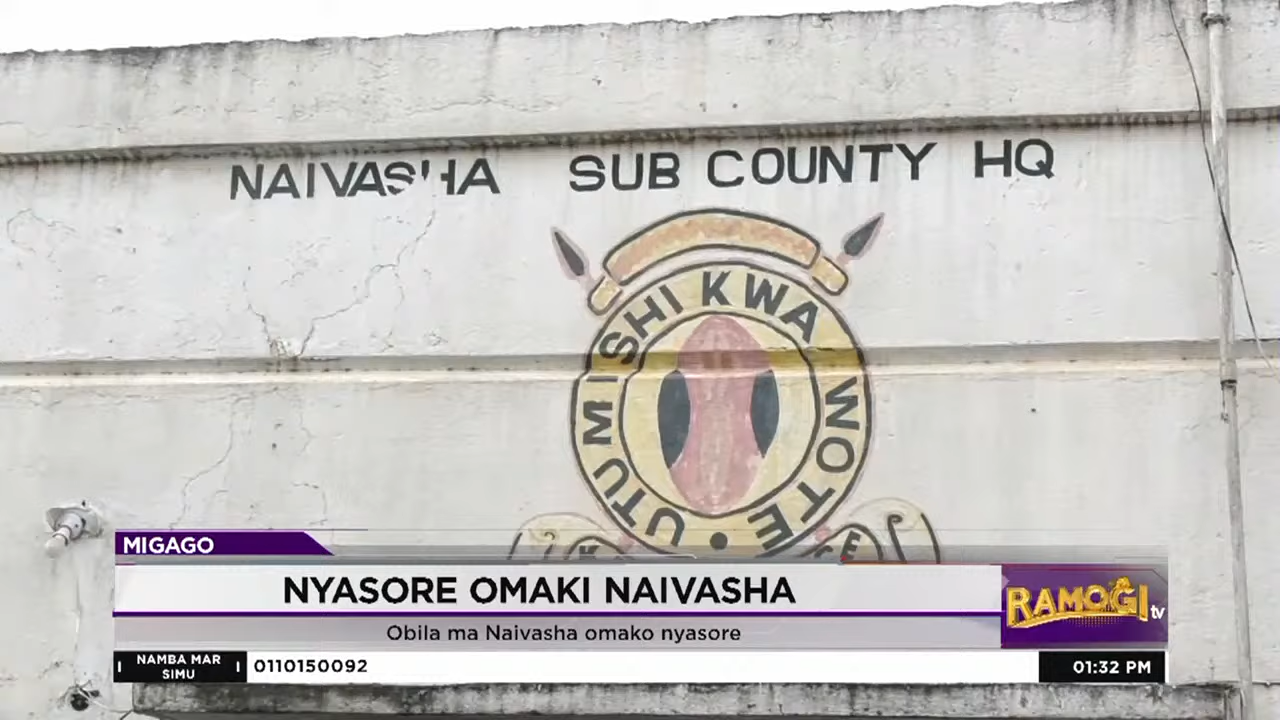 NAIVASHA SUB COUNTY HQ
UTUMISHI KWA WOTE
MIGAGO
NYASORE OMAKI NAIVASHA
Obila ma Naivasha omako nyasore
RAMOGI tv
NAMBA MAR SIMU
0110150092
01:32 PM